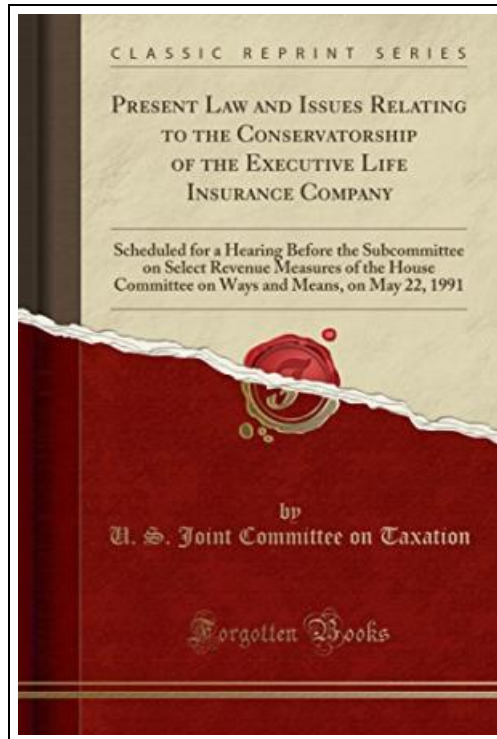 CLASSIC REPRINT SERIES
PRESENT LAW AND ISSUES RELATING
TO THE CONSERVATORSHIP
OF THE EXECUTIVE LIFE
INSURANCE COMPANY
Scheduled for a Hearing Before the Subcommittee
on Select Revenue Measures of the House
Committee on Ways and Means, on May 22, 1991
by
U. S. Joint Committee on Taxation
Forgotten Books